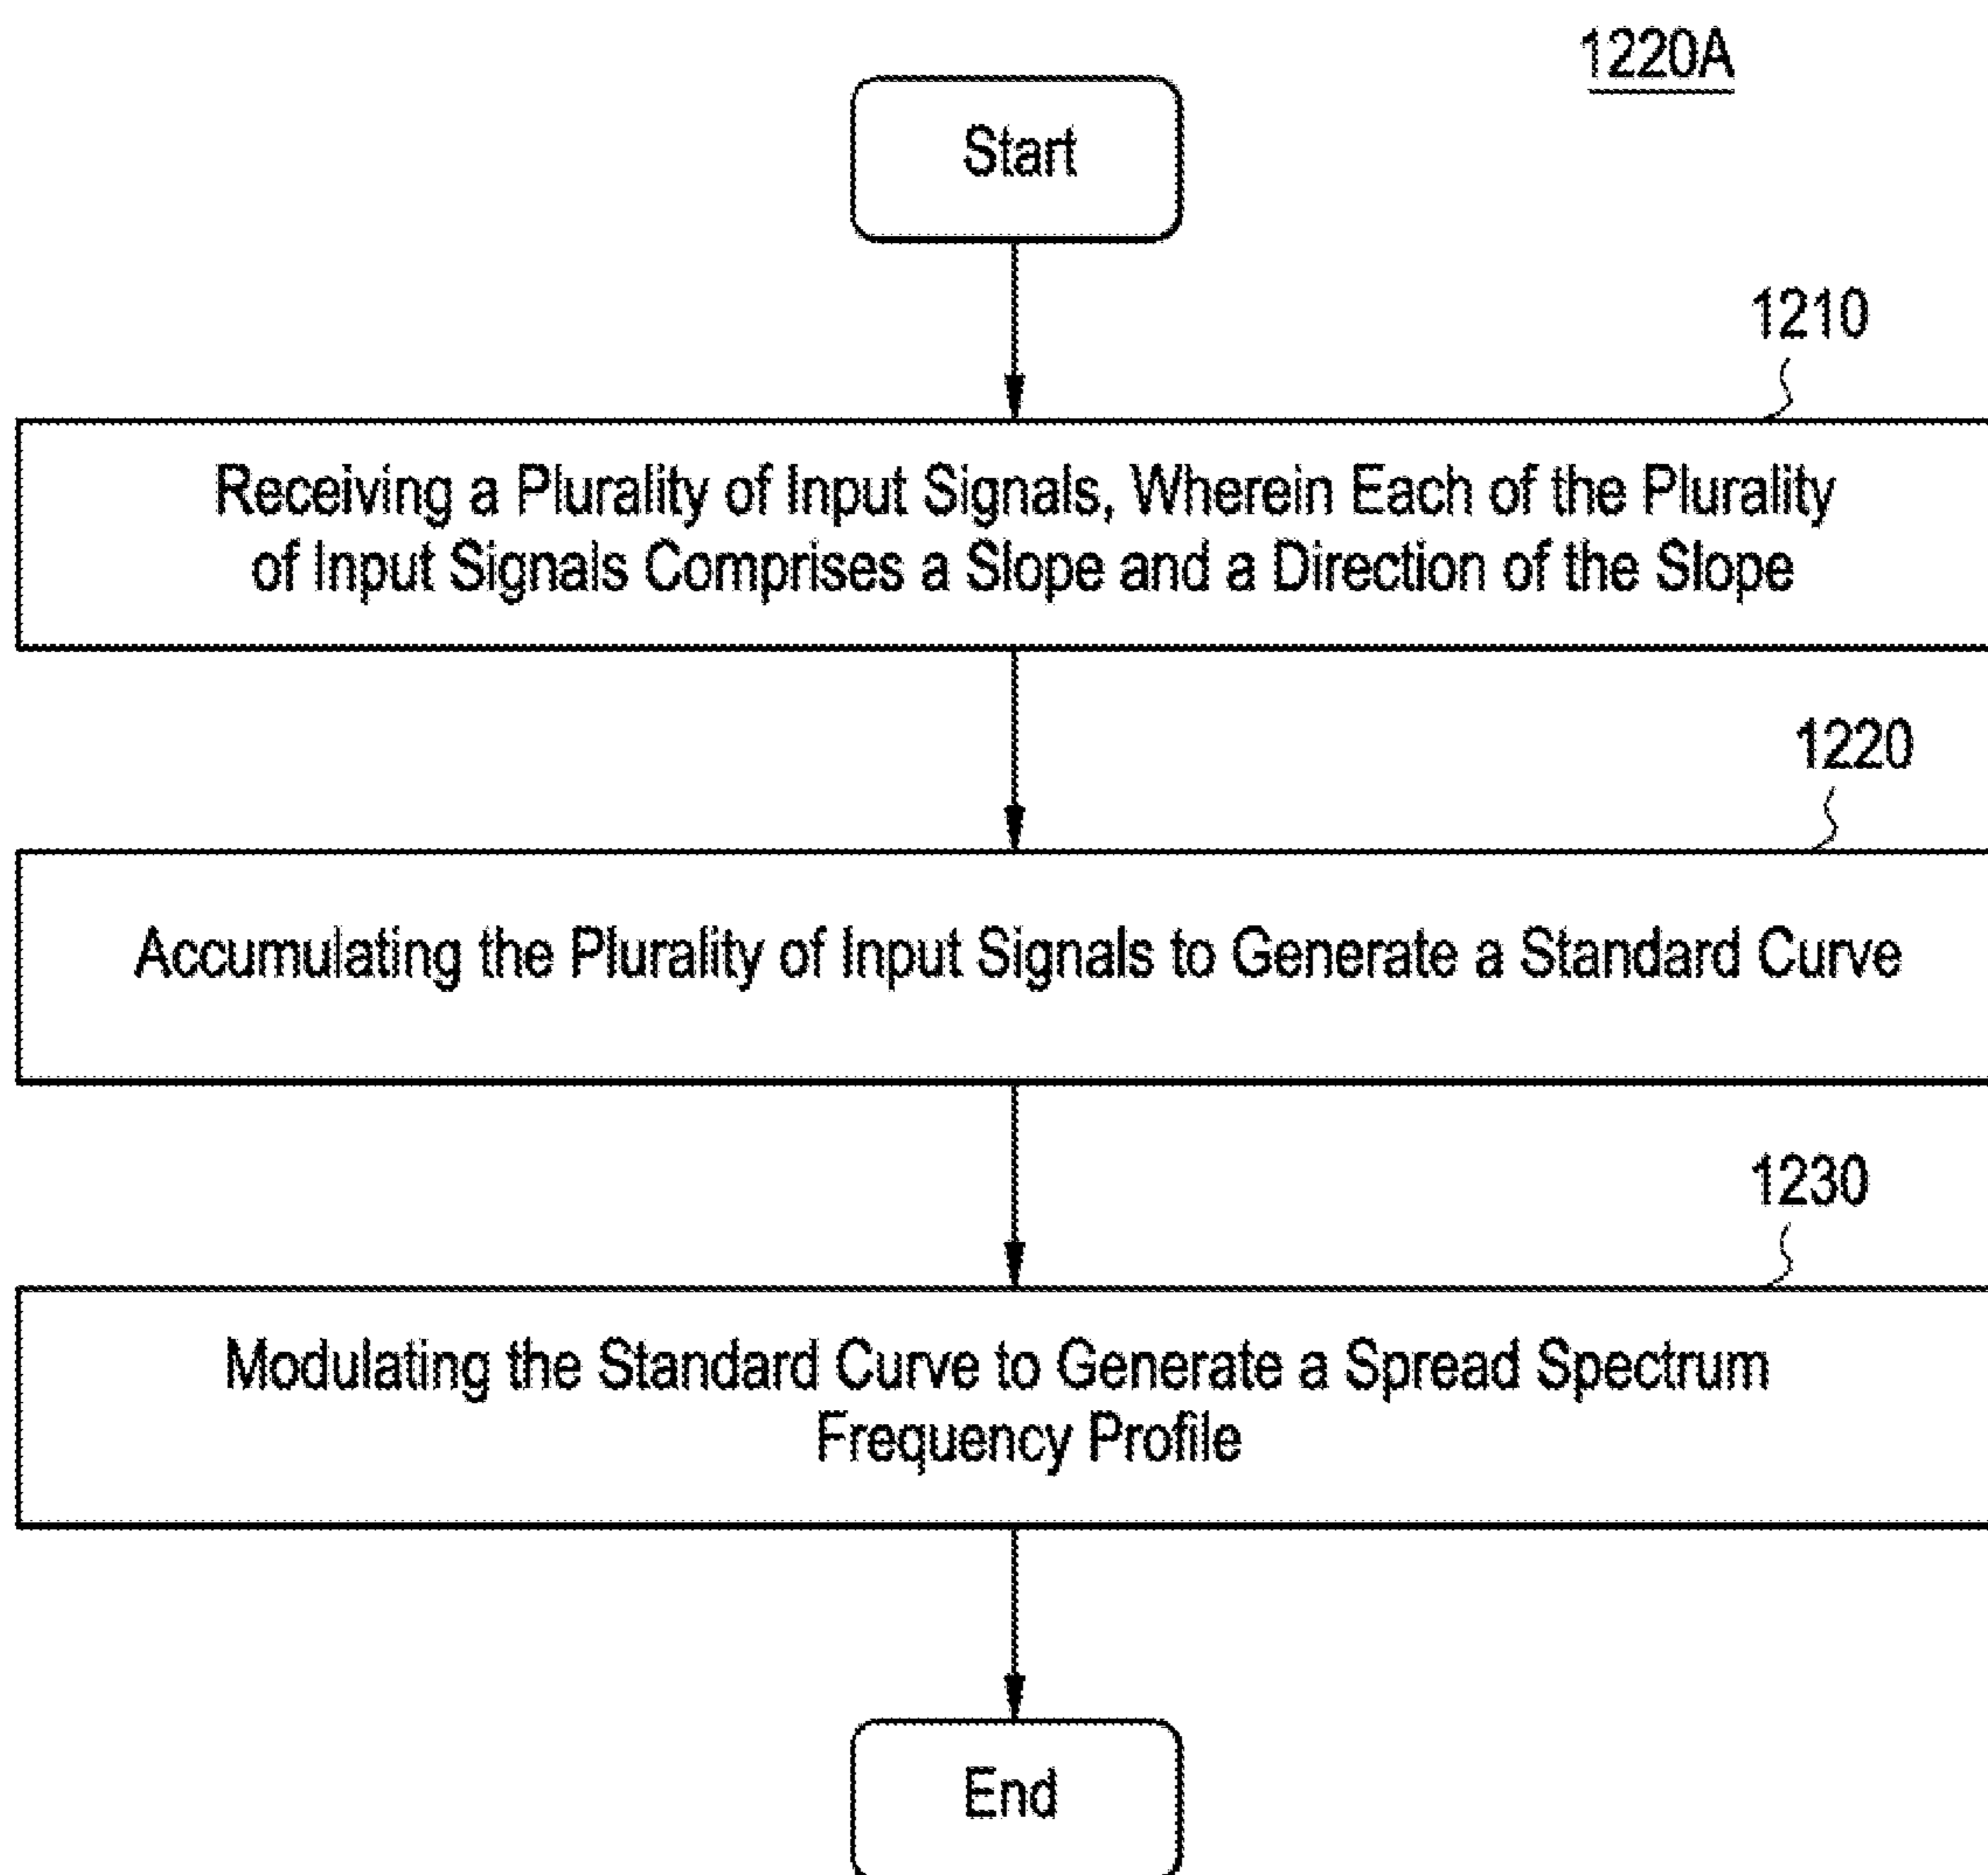 1220A
Start
1210
Receiving a Plurality of Input Signals, Wherein Each of the Plurality
of Input Signals Comprises a Slope and a Direction of the Slope
1220
Accumulating the Plurality of Input Signals to Generate a Standard Curve
1230
Modulating the Standard Curve to Generate a Spread Spectrum
Frequency Profile
End